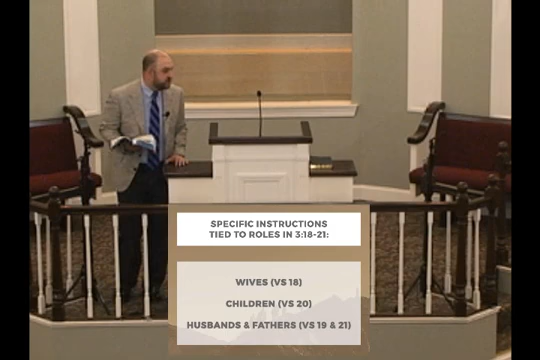 SPECIFIC INSTRUCTIONS
TIED TO ROLES IN 3:18-21:
WIVES (VS 18)
CHILDREN (VS 20)
HUSBANDS & FATHERS (VS 19 & 21)